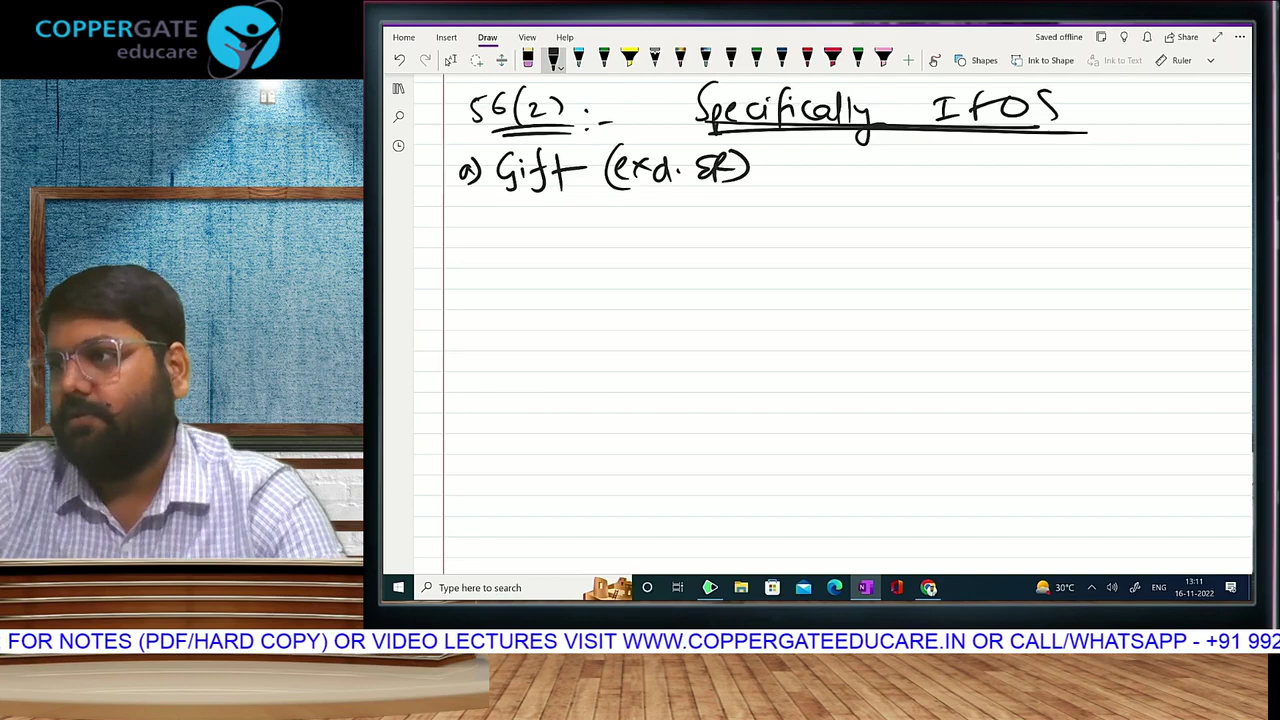 COPPERGATE
educare
Home Insert Draw View Help
Saved offline Share
Shapes Ink to Shape Ink to Text Ruler
56(2) :- Specifically IFOS
a) Gift (exd. SR)
Type here to search
30°C ENG 13:11
16-11-2022
FOR NOTES (PDF/HARD COPY) OR VIDEO LECTURES VISIT WWW.COPPERGATEEDUCARE.IN OR CALL/WHATSAPP - +91 992